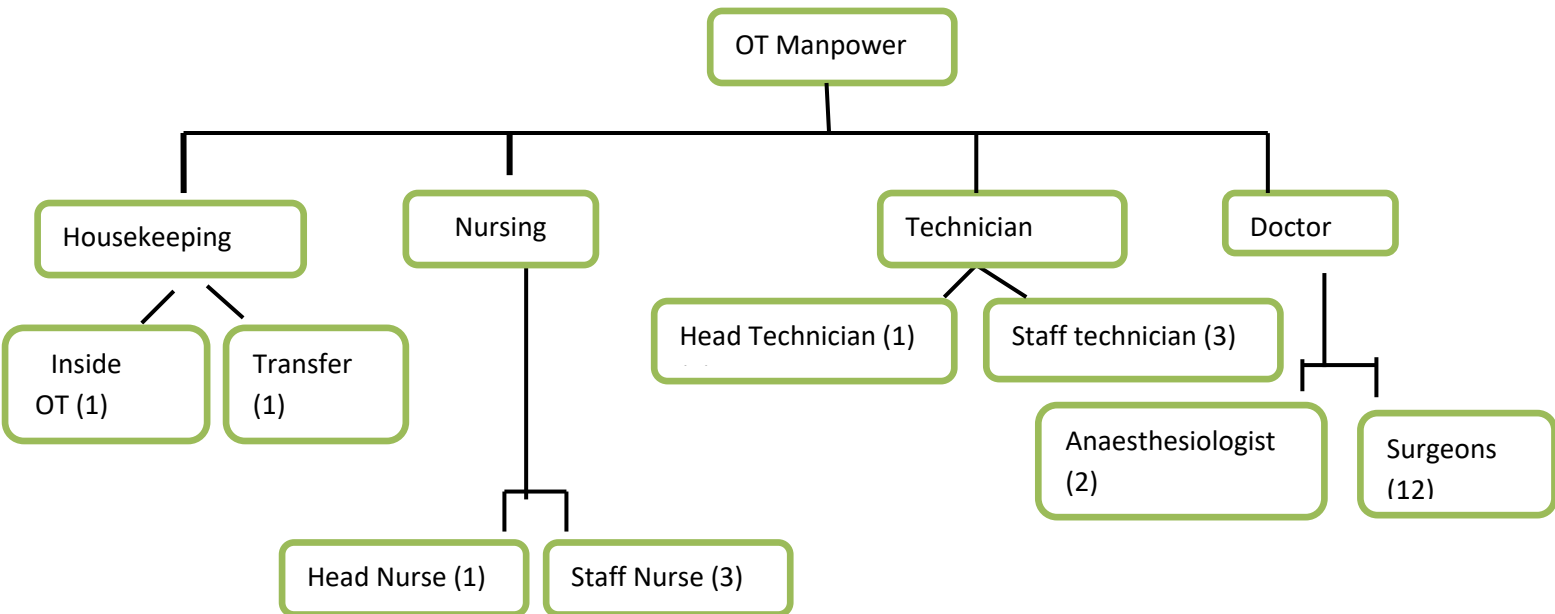 OT Manpower
Housekeeping
Nursing
Technician
Doctor
Inside
OT (1)
Transfer
(1)
Head Technician (1)
Staff technician (3)
Anaesthesiologist
(2)
Surgeons
(12)
Head Nurse (1)
Staff Nurse (3)